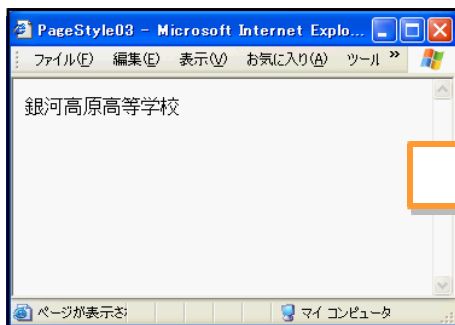 PageStyle03 - Microsoft Internet Explo...
ファイル(F) 編集(E) 表示(V) お気に入り(A) ツール »
銀河高原高等学校
ページが表示さ
マイ コンピュータ